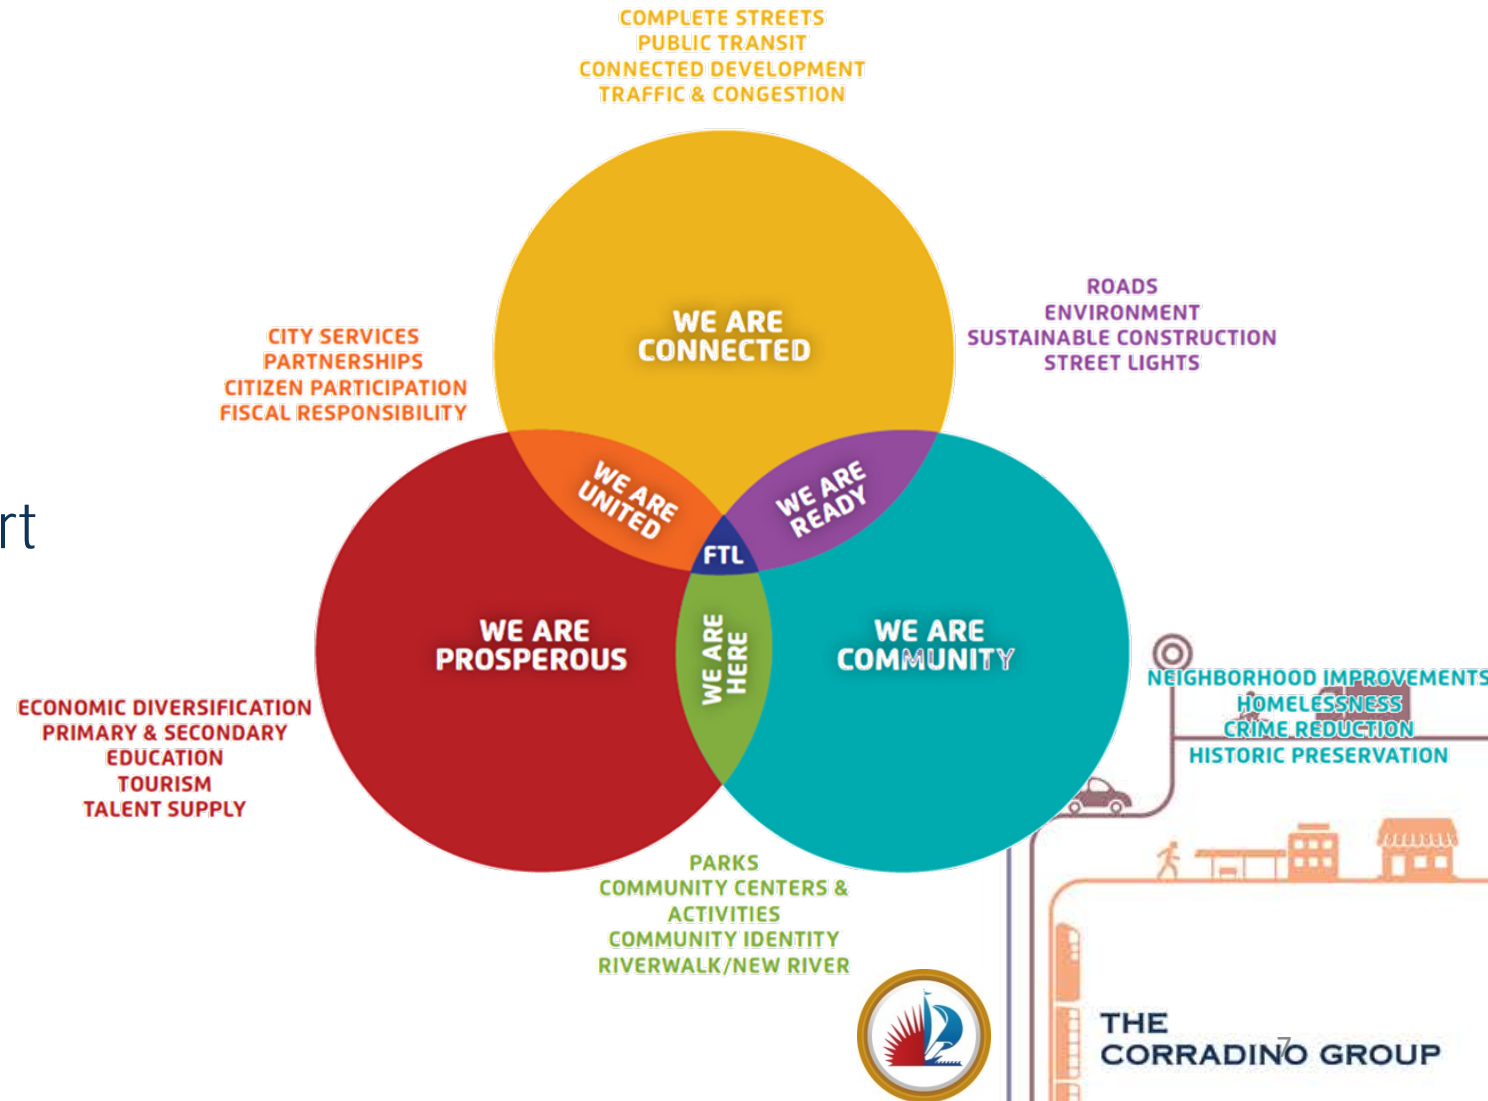 COMPLETE STREETS
PUBLIC TRANSIT
CONNECTED DEVELOPMENT
TRAFFIC & CONGESTION
WE ARE
CONNECTED
ROADS
ENVIRONMENT
SUSTAINABLE CONSTRUCTION
STREET LIGHTS
CITY SERVICES
PARTNERSHIPS
CITIZEN PARTICIPATION
FISCAL RESPONSIBILITY
WE ARE
UNITED
WE ARE
READY
rt
FTL
WE ARE
PROSPEROUS
WE ARE
HERE
WE ARE
COMMUNITY
ECONOMIC DIVERSIFICATION
PRIMARY & SECONDARY
EDUCATION
TOURISM
TALENT SUPPLY
NEIGHBORHOOD IMPROVEMENTS
HOMELESSNESS
CRIME REDUCTION
HISTORIC PRESERVATION
PARKS
COMMUNITY CENTERS &
ACTIVITIES
COMMUNITY IDENTITY
RIVERWALK/NEW RIVER
THE
CORRADINO GROUP
7